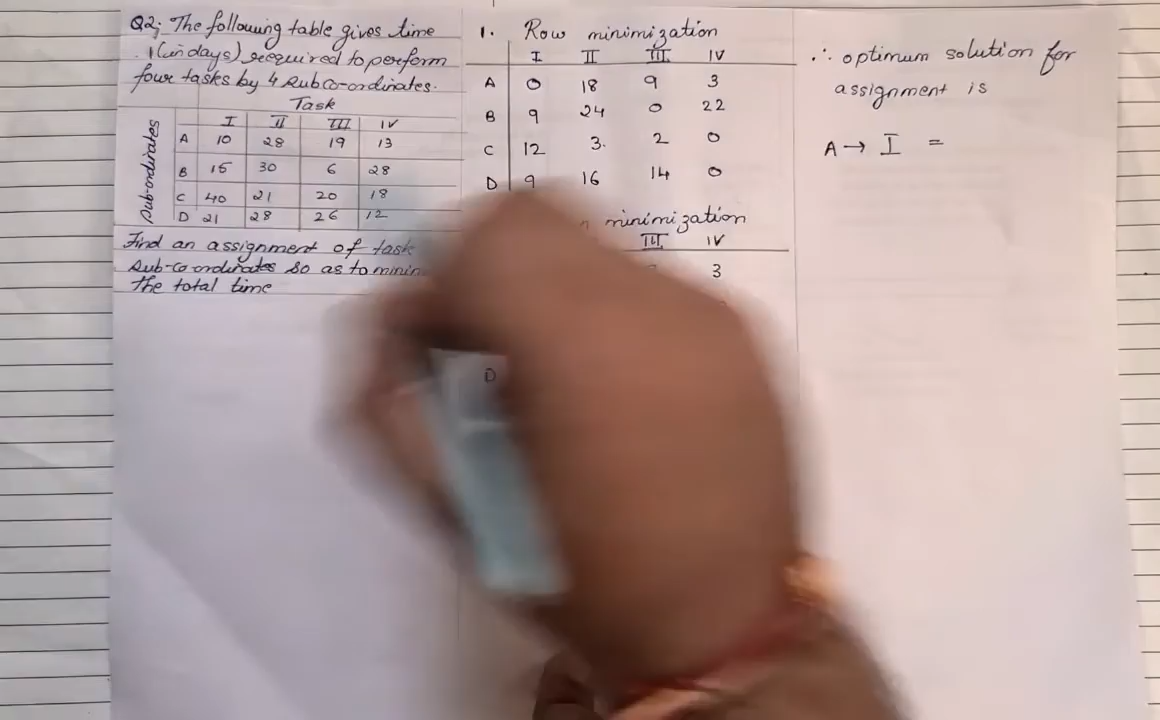 Q2; The following table gives time
(in days) required to perform
four tasks by 4 subco-ordinates.
Task
Sub-ordinates
I II III IV
A 10 28 19 13
B 15 30 6 28
C 40 21 20 18
D 21 28 26 12
Find an assignment of task
Sub-co ordinates so as to minim
the total time
1. Row minimization
I II III IV
A 0 18 9 3
B 9 24 0 22
C 12 3. 2 0
D 9 16 14 0
minimization
III IV
3
D
∴ optimum solution for
assignment is
A → I =